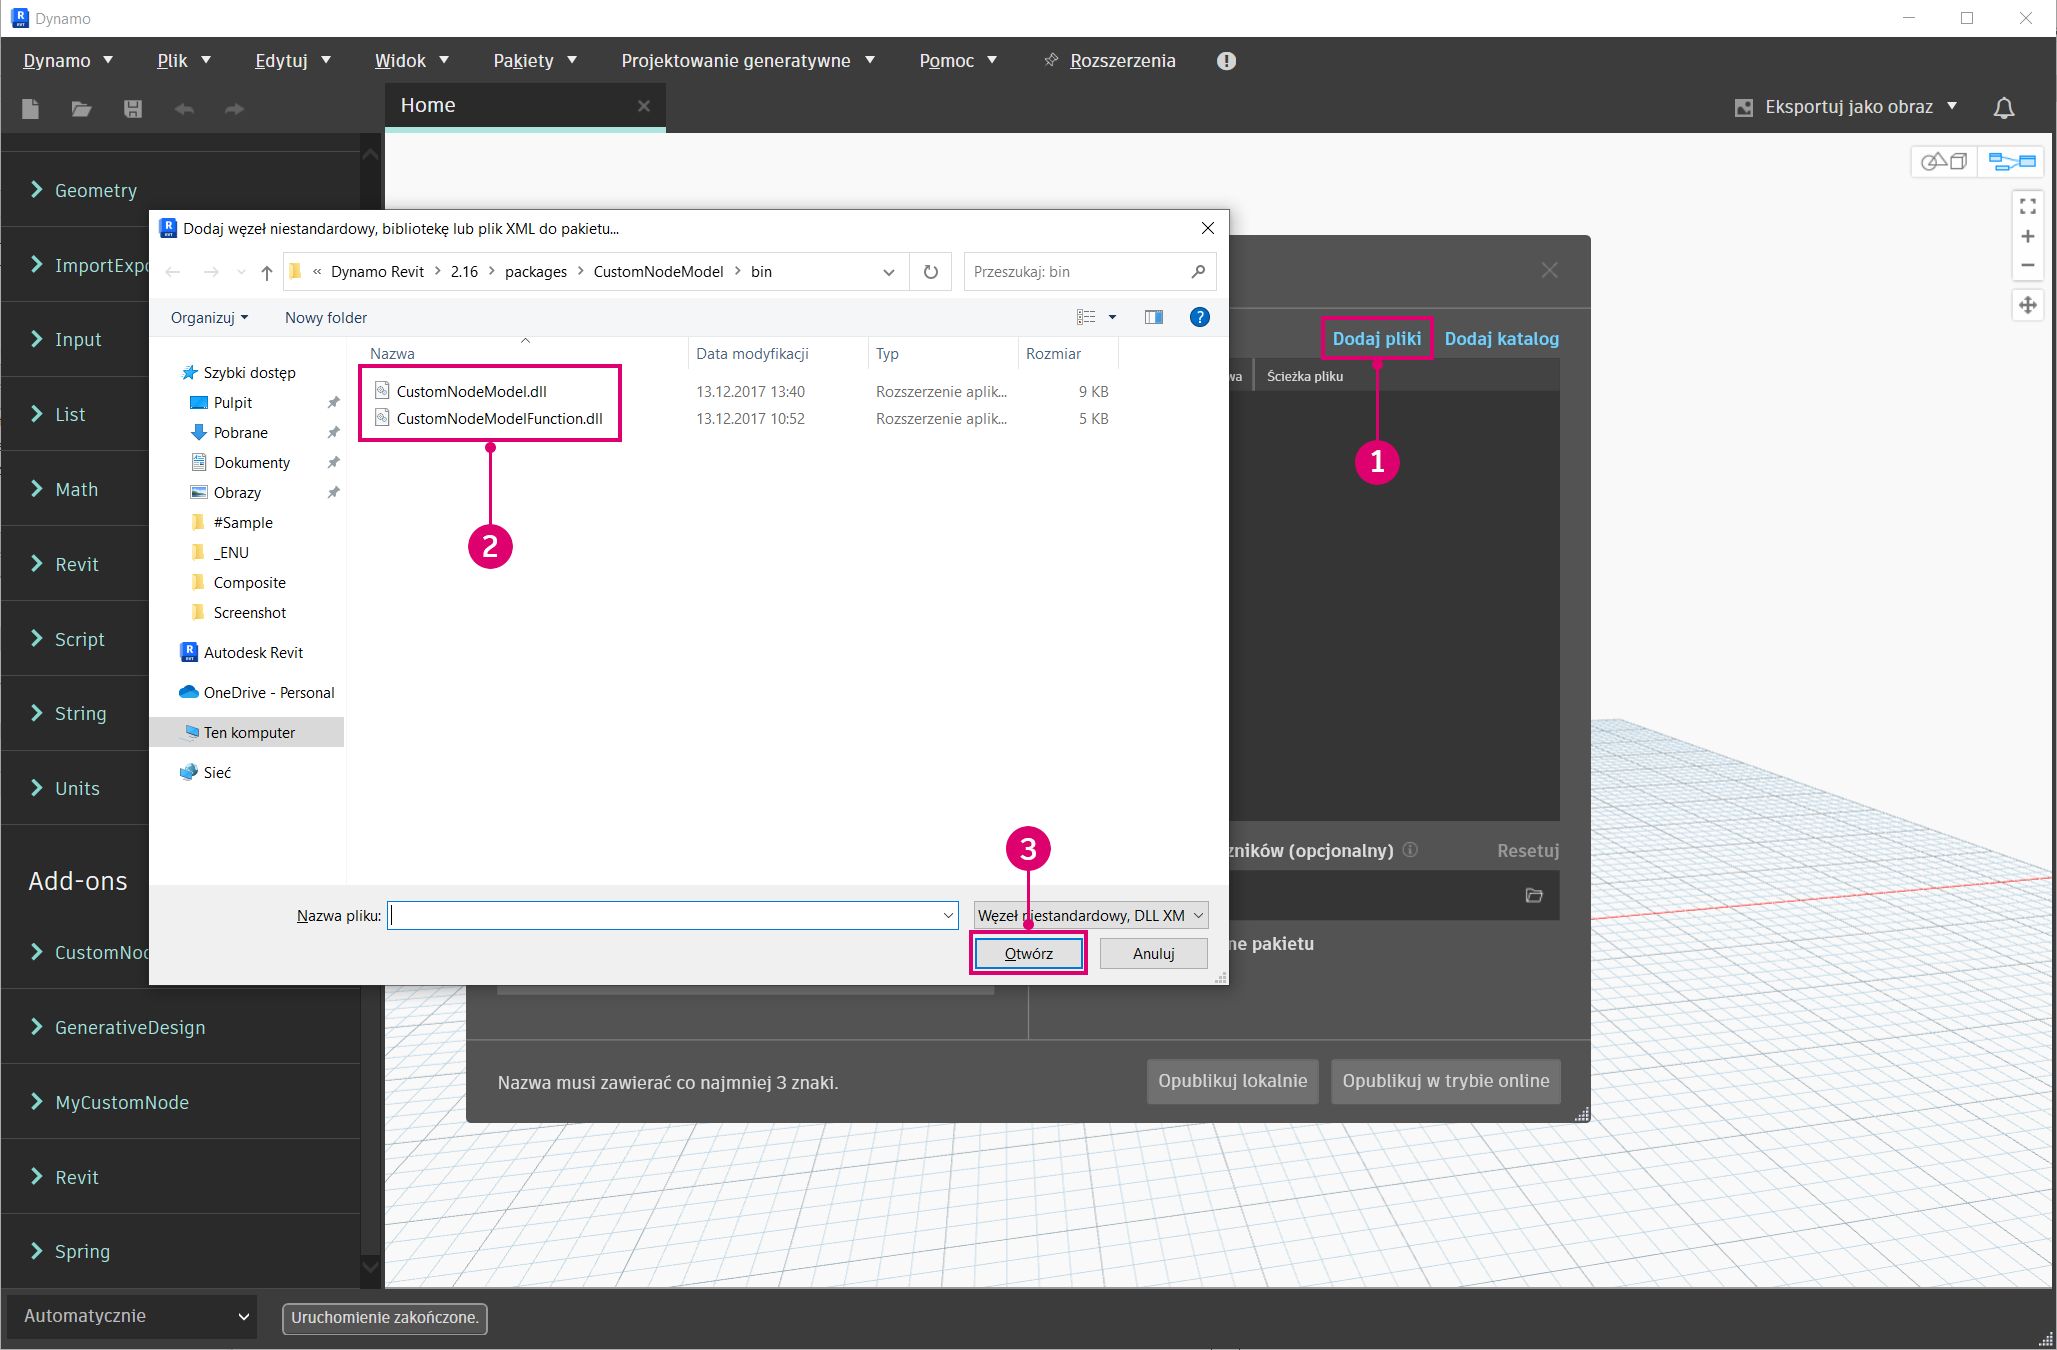 Dynamo
Dynamo Plik Edytuj Widok Pakiety Projektowanie generatywne Pomoc Rozszerzenia
Home
Eksportuj jako obraz
Geometry
ImportExpo
Input
List
Math
Revit
Script
String
Units
Add-ons
CustomNod
GenerativeDesign
MyCustomNode
Revit
Spring
Dodaj węzeł niestandardowy, bibliotekę lub plik XML do pakietu...
« Dynamo Revit > 2.16 > packages > CustomNodeModel > bin
Przeszukaj: bin
Organizuj Nowy folder
Szybki dostęp
Pulpit
Pobrane
Dokumenty
Obrazy
#Sample
_ENU
Composite
Screenshot
Autodesk Revit
OneDrive - Personal
Ten komputer
Sieć
Nazwa Data modyfikacji Typ Rozmiar
CustomNodeModel.dll 13.12.2017 13:40 Rozszerzenie aplik... 9 KB
CustomNodeModelFunction.dll 13.12.2017 10:52 Rozszerzenie aplik... 5 KB
2
3
Nazwa pliku:
Węzeł niestandardowy, DLL XM
Otwórz Anuluj
Dodaj pliki Dodaj katalog
wa Ścieżka pliku
1
zników (opcjonalny) Resetuj
ne pakietu
Nazwa musi zawierać co najmniej 3 znaki.
Opublikuj lokalnie Opublikuj w trybie online
Automatycznie
Uruchomienie zakończone.